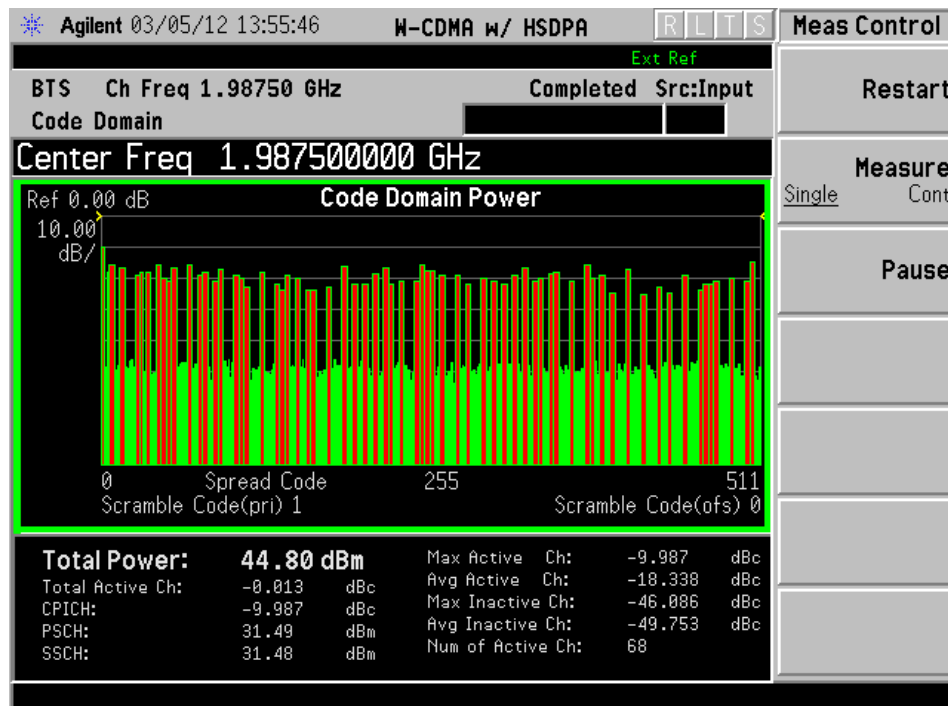 Agilent 03/05/12 13:55:46 W-CDMA w/ HSDPA R L T S Meas Control
Ext Ref
BTS Ch Freq 1.98750 GHz Completed Src:Input
Code Domain
Restart
Center Freq 1.987500000 GHz
Measure
Single Cont
Ref 0.00 dB Code Domain Power
10.00
dB/
Pause
0 Spread Code 255 511
Scramble Code(pri) 1 Scramble Code(ofs) 0
Total Power: 44.80 dBm Max Active Ch: -9.987 dBc
Total Active Ch: -0.013 dBc Avg Active Ch: -18.338 dBc
CPICH: -9.987 dBc Max Inactive Ch: -46.086 dBc
PSCH: 31.49 dBm Avg Inactive Ch: -49.753 dBc
SSCH: 31.48 dBm Num of Active Ch: 68